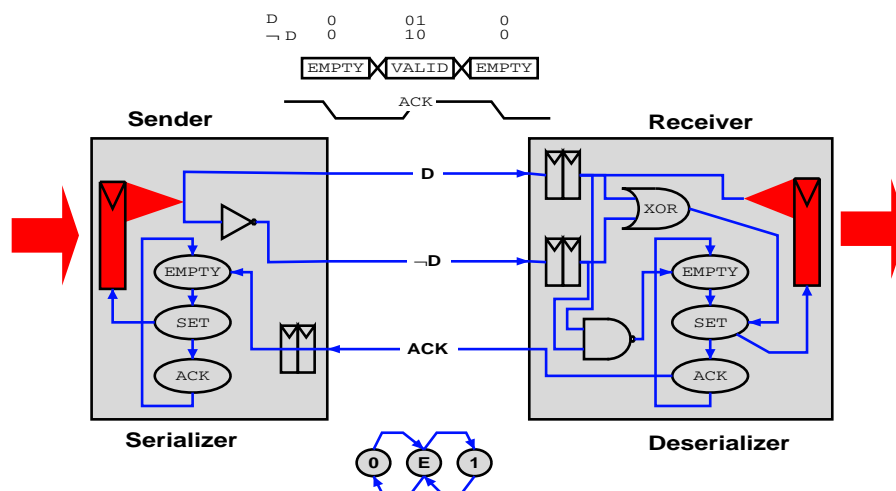 D 0 01 0
¬ D 0 10 0
EMPTY VALID EMPTY
ACK
Sender
Receiver
D
XOR
¬D
EMPTY
EMPTY
SET
SET
ACK
ACK
ACK
Serializer
Deserializer
0 E 1